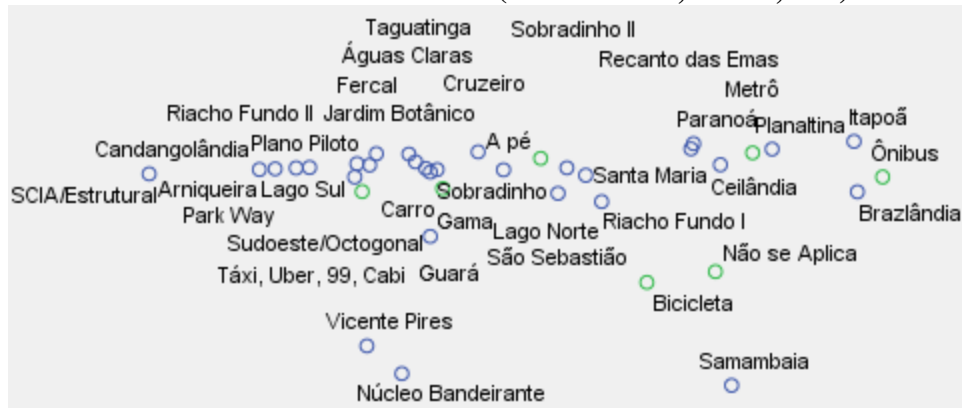 Taguatinga Sobradinho II
Águas Claras Recanto das Emas
Fercal Cruzeiro Metrô
Riacho Fundo II Jardim Botânico Paranoá Planaltina Itapoã
Candangolândia Plano Piloto A pé Ônibus
SCIA/Estrutural Arniqueira Lago Sul Sobradinho Santa Maria Ceilândia
Park Way Carro Gama Lago Norte Riacho Fundo I Brazlândia
Sudoeste/Octogonal São Sebastião Não se Aplica
Táxi, Uber, 99, Cabi Guará
Bicicleta
Vicente Pires
Samambaia
Núcleo Bandeirante